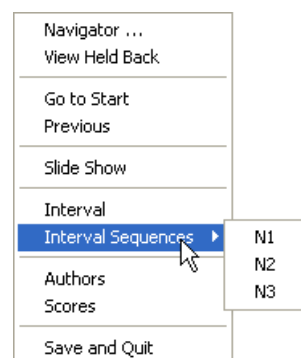 Navigator ...
View Held Back
Go to Start
Previous
Slide Show
Interval
Interval Sequences
N1
N2
N3
Authors
Scores
Save and Quit